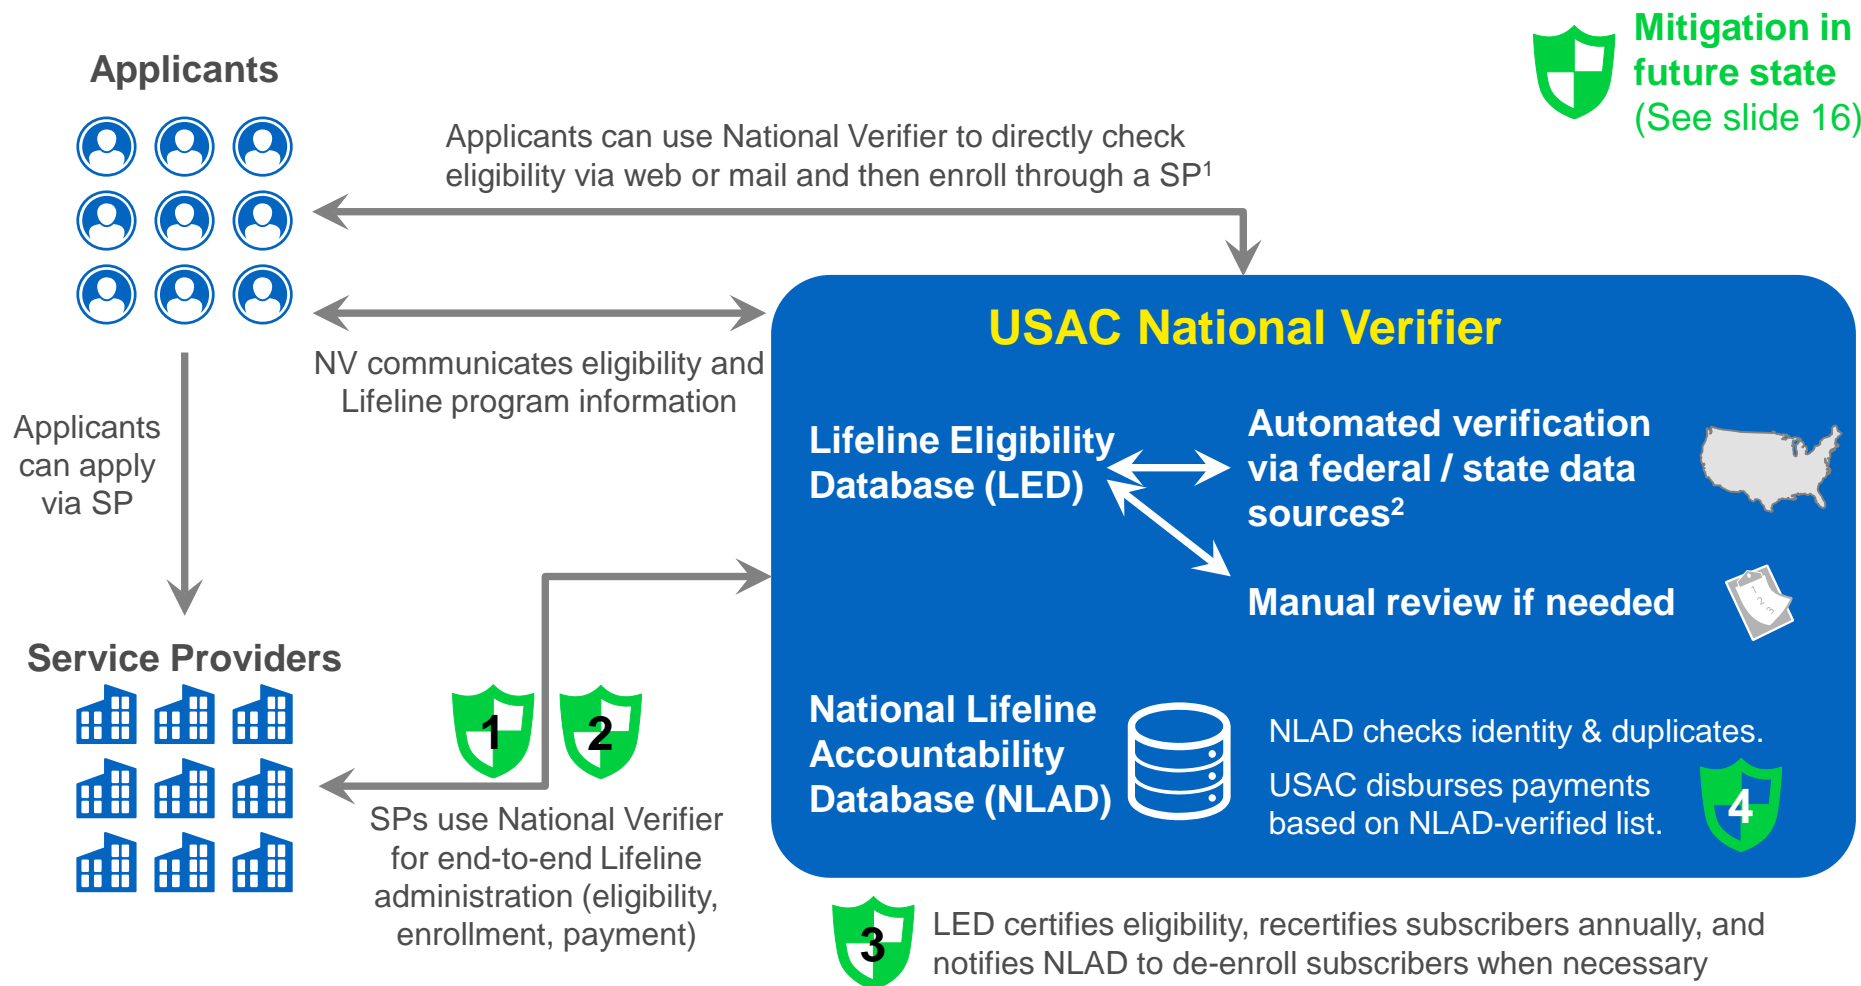 Mitigation in
future state
(See slide 16)
Applicants
Applicants can use National Verifier to directly check
eligibility via web or mail and then enroll through a SP¹
NV communicates eligibility and
Lifeline program information
Applicants
can apply
via SP
Service Providers
1
2
SPs use National Verifier
for end-to-end Lifeline
administration (eligibility,
enrollment, payment)
USAC National Verifier
Lifeline Eligibility
Database (LED)
Automated verification
via federal / state data
sources²
Manual review if needed
1
2
3
National Lifeline
Accountability
Database (NLAD)
NLAD checks identity & duplicates.
USAC disburses payments
based on NLAD-verified list.
4
3
LED certifies eligibility, recertifies subscribers annually, and
notifies NLAD to de-enroll subscribers when necessary